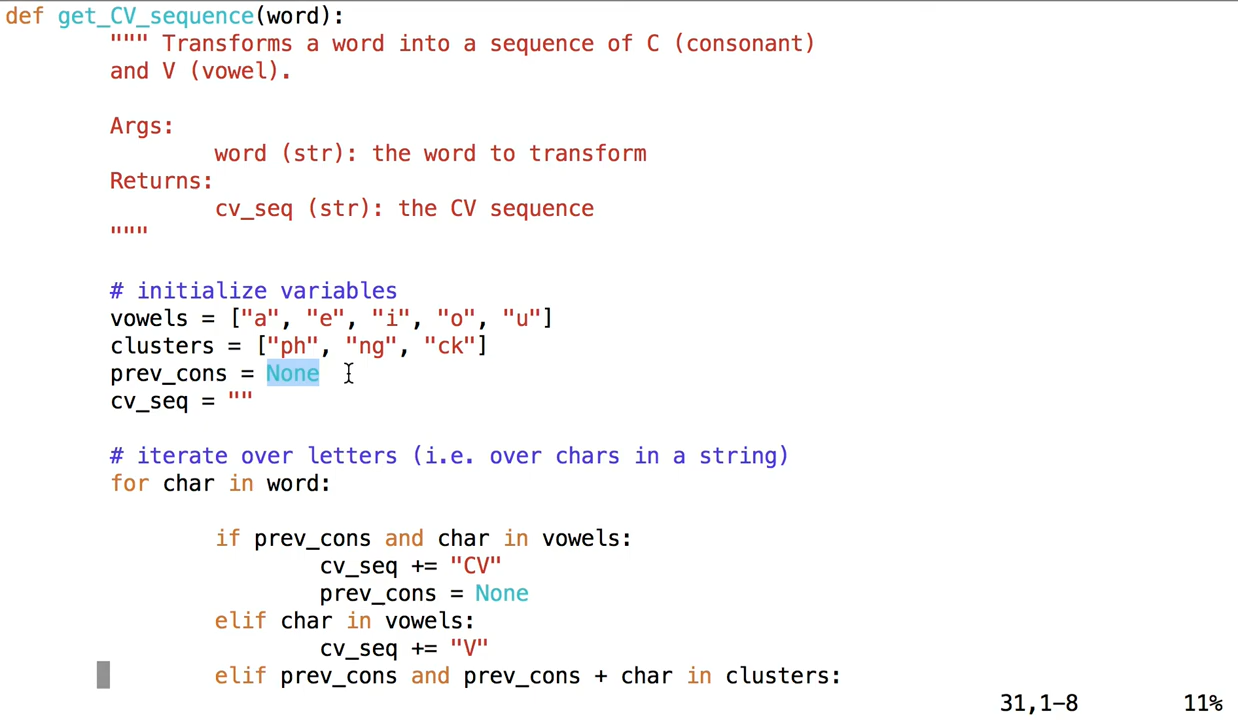 def get_CV_sequence(word):
""" Transforms a word into a sequence of C (consonant)
and V (vowel).
Args:
word (str): the word to transform
Returns:
cv_seq (str): the CV sequence
"""
# initialize variables
vowels = ["a", "e", "i", "o", "u"]
clusters = ["ph", "ng", "ck"]
prev_cons = None
cv_seq = ""
# iterate over letters (i.e. over chars in a string)
for char in word:
if prev_cons and char in vowels:
cv_seq += "CV"
prev_cons = None
elif char in vowels:
cv_seq += "V"
elif prev_cons and prev_cons + char in clusters:
31,1-8 11%